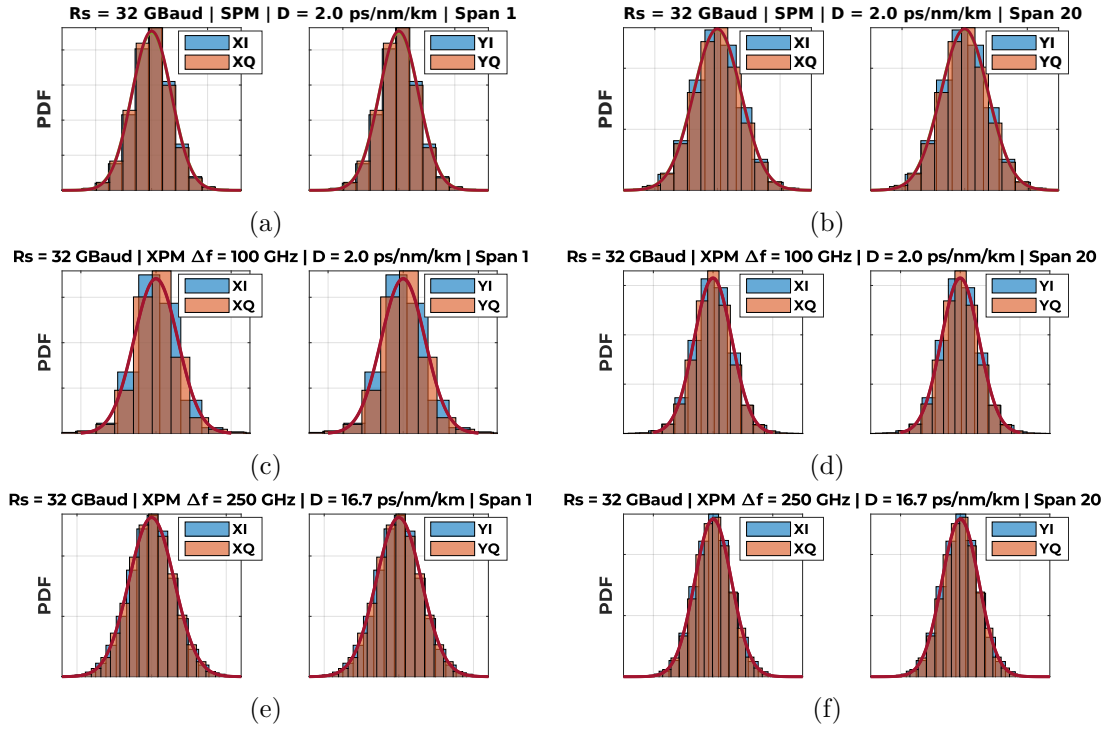 Rs = 32 GBaud | SPM | D = 2.0 ps/nm/km | Span 1
PDF
XI
XQ
YI
YQ
(a)
Rs = 32 GBaud | SPM | D = 2.0 ps/nm/km | Span 20
PDF
XI
XQ
YI
YQ
(b)
Rs = 32 GBaud | XPM Δf = 100 GHz | D = 2.0 ps/nm/km | Span 1
PDF
XI
XQ
YI
YQ
(c)
Rs = 32 GBaud | XPM Δf = 100 GHz | D = 2.0 ps/nm/km | Span 20
PDF
XI
XQ
YI
YQ
(d)
Rs = 32 GBaud | XPM Δf = 250 GHz | D = 16.7 ps/nm/km | Span 1
PDF
XI
XQ
YI
YQ
(e)
Rs = 32 GBaud | XPM Δf = 250 GHz | D = 16.7 ps/nm/km | Span 20
PDF
XI
XQ
YI
YQ
(f)